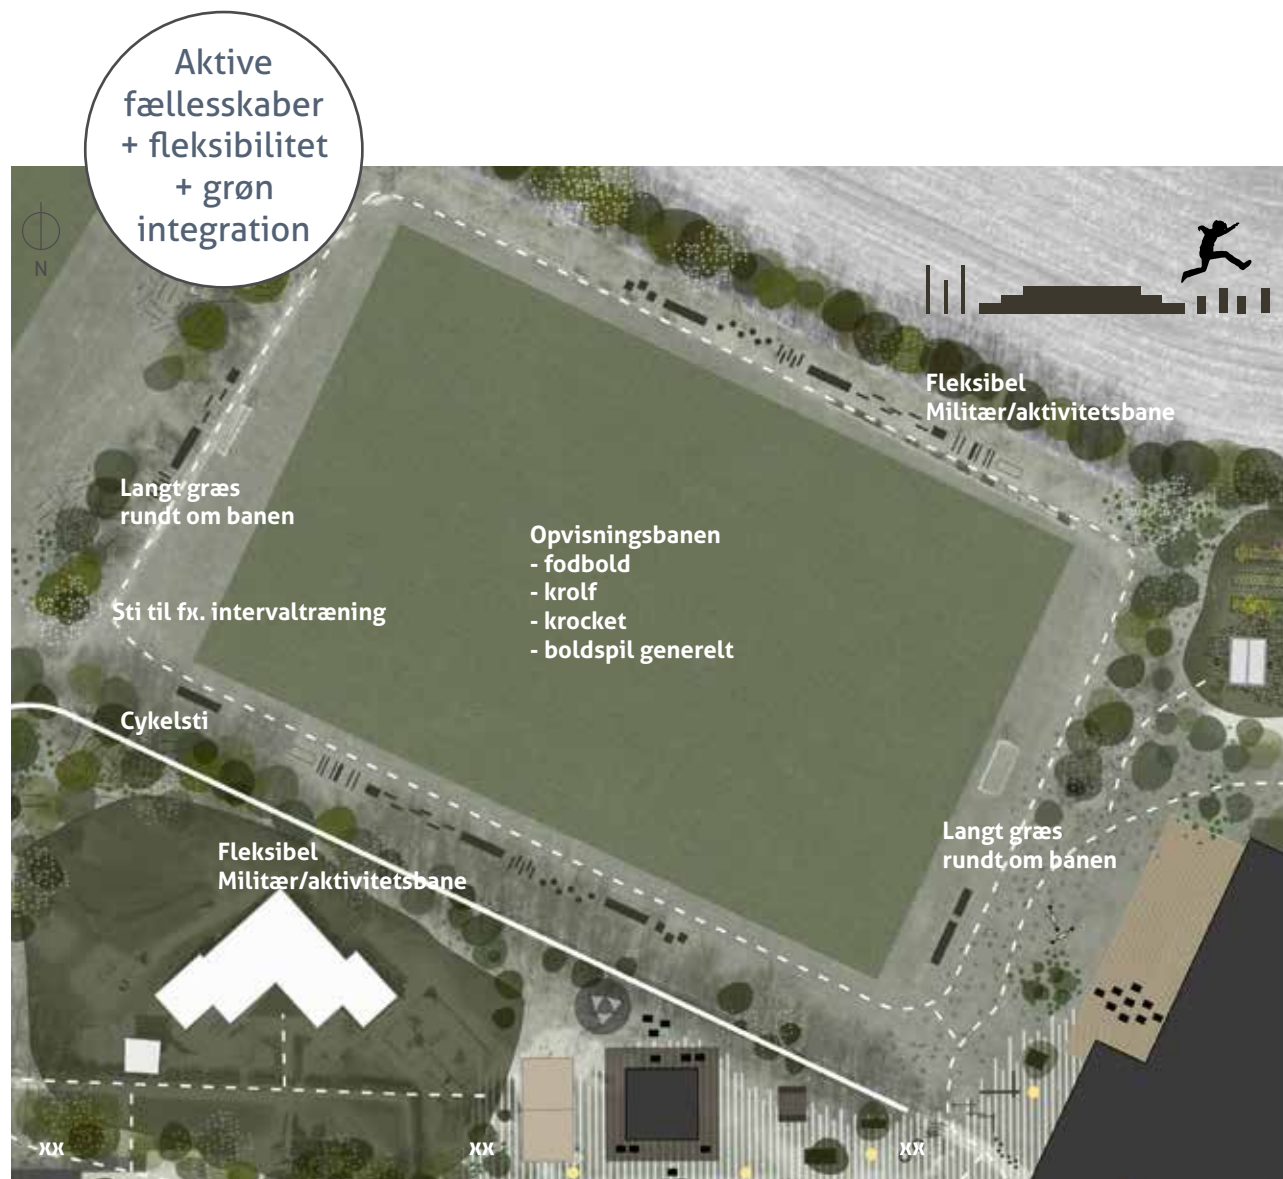 Aktive
fællesskaber
+ fleksibilitet
+ grøn
integration
N
Fleksibel
Militær/aktivitetsbane
Langt græs
rundt om banen
Opvisningsbanen
- fodbold
- krolf
- krocket
- boldspil generelt
Sti til fx. intervaltræning
Cykelsti
Fleksibel
Militær/aktivitetsbane
Langt græs
rundt om banen
XX
XX
XX